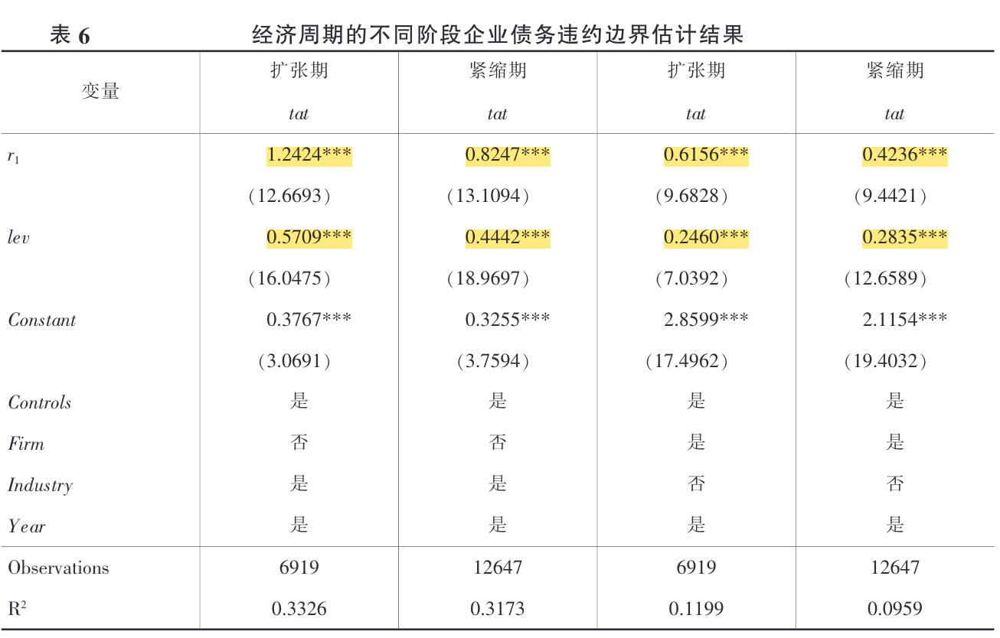 表 6 经济周期的不同阶段企业债务违约边界估计结果
变量 扩张期 紧缩期 扩张期 紧缩期
tat tat tat tat
r1 1.2424*** 0.8247*** 0.6156*** 0.4236***
(12.6693) (13.1094) (9.6828) (9.4421)
lev 0.5709*** 0.4442*** 0.2460*** 0.2835***
(16.0475) (18.9697) (7.0392) (12.6589)
Constant 0.3767*** 0.3255*** 2.8599*** 2.1154***
(3.0691) (3.7594) (17.4962) (19.4032)
Controls 是 是 是 是
Firm 否 否 是 是
Industry 是 是 否 否
Year 是 是 是 是
Observations 6919 12647 6919 12647
R² 0.3326 0.3173 0.1199 0.0959